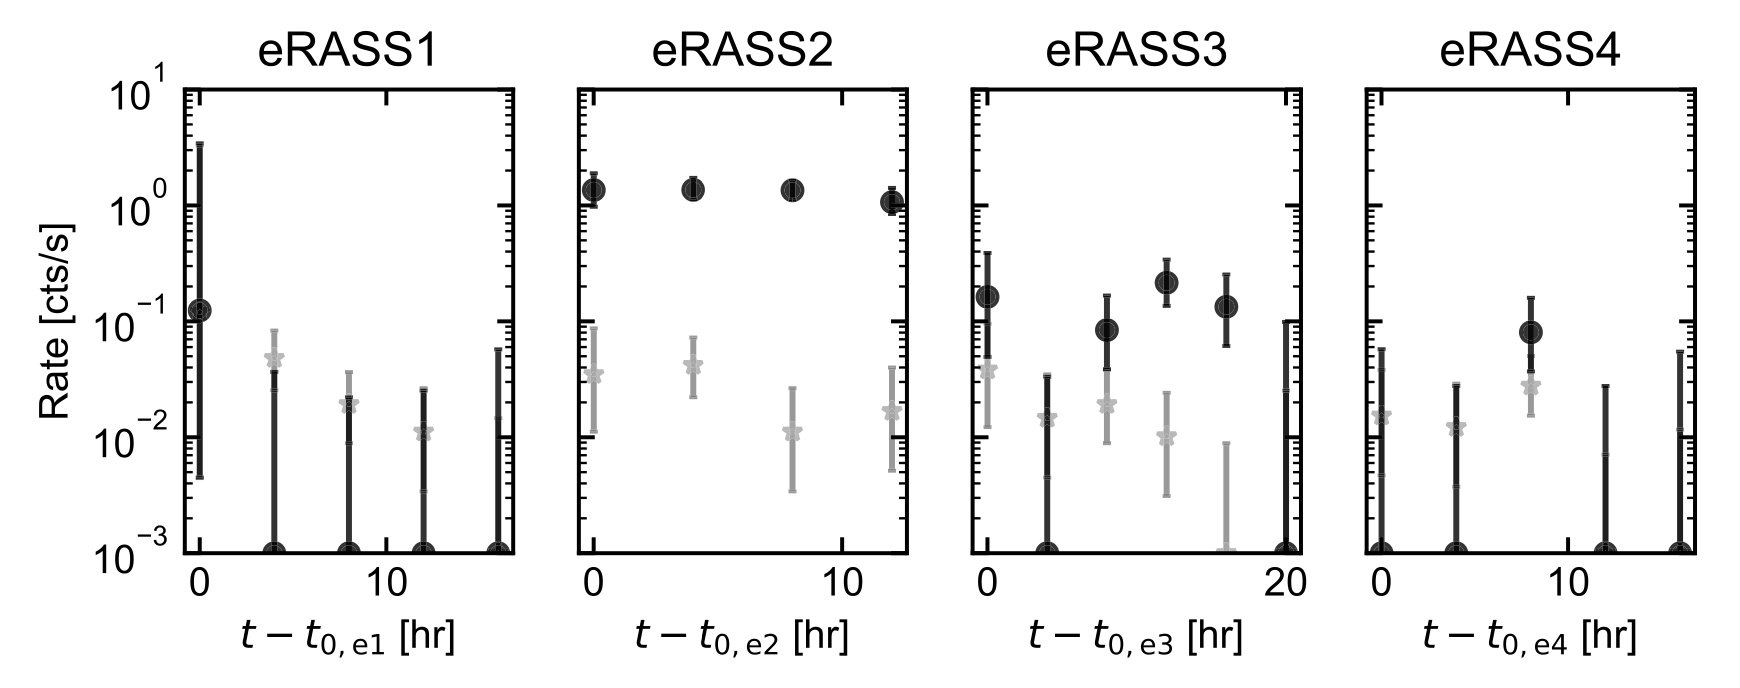 eRASS1 eRASS2 eRASS3 eRASS4
10^1
10^0
10^−1
10^−2
10^−3
Rate [cts/s]
0 10 0 10 0 20 0 10
t − t0, e1 [hr] t − t0, e2 [hr] t − t0, e3 [hr] t − t0, e4 [hr]